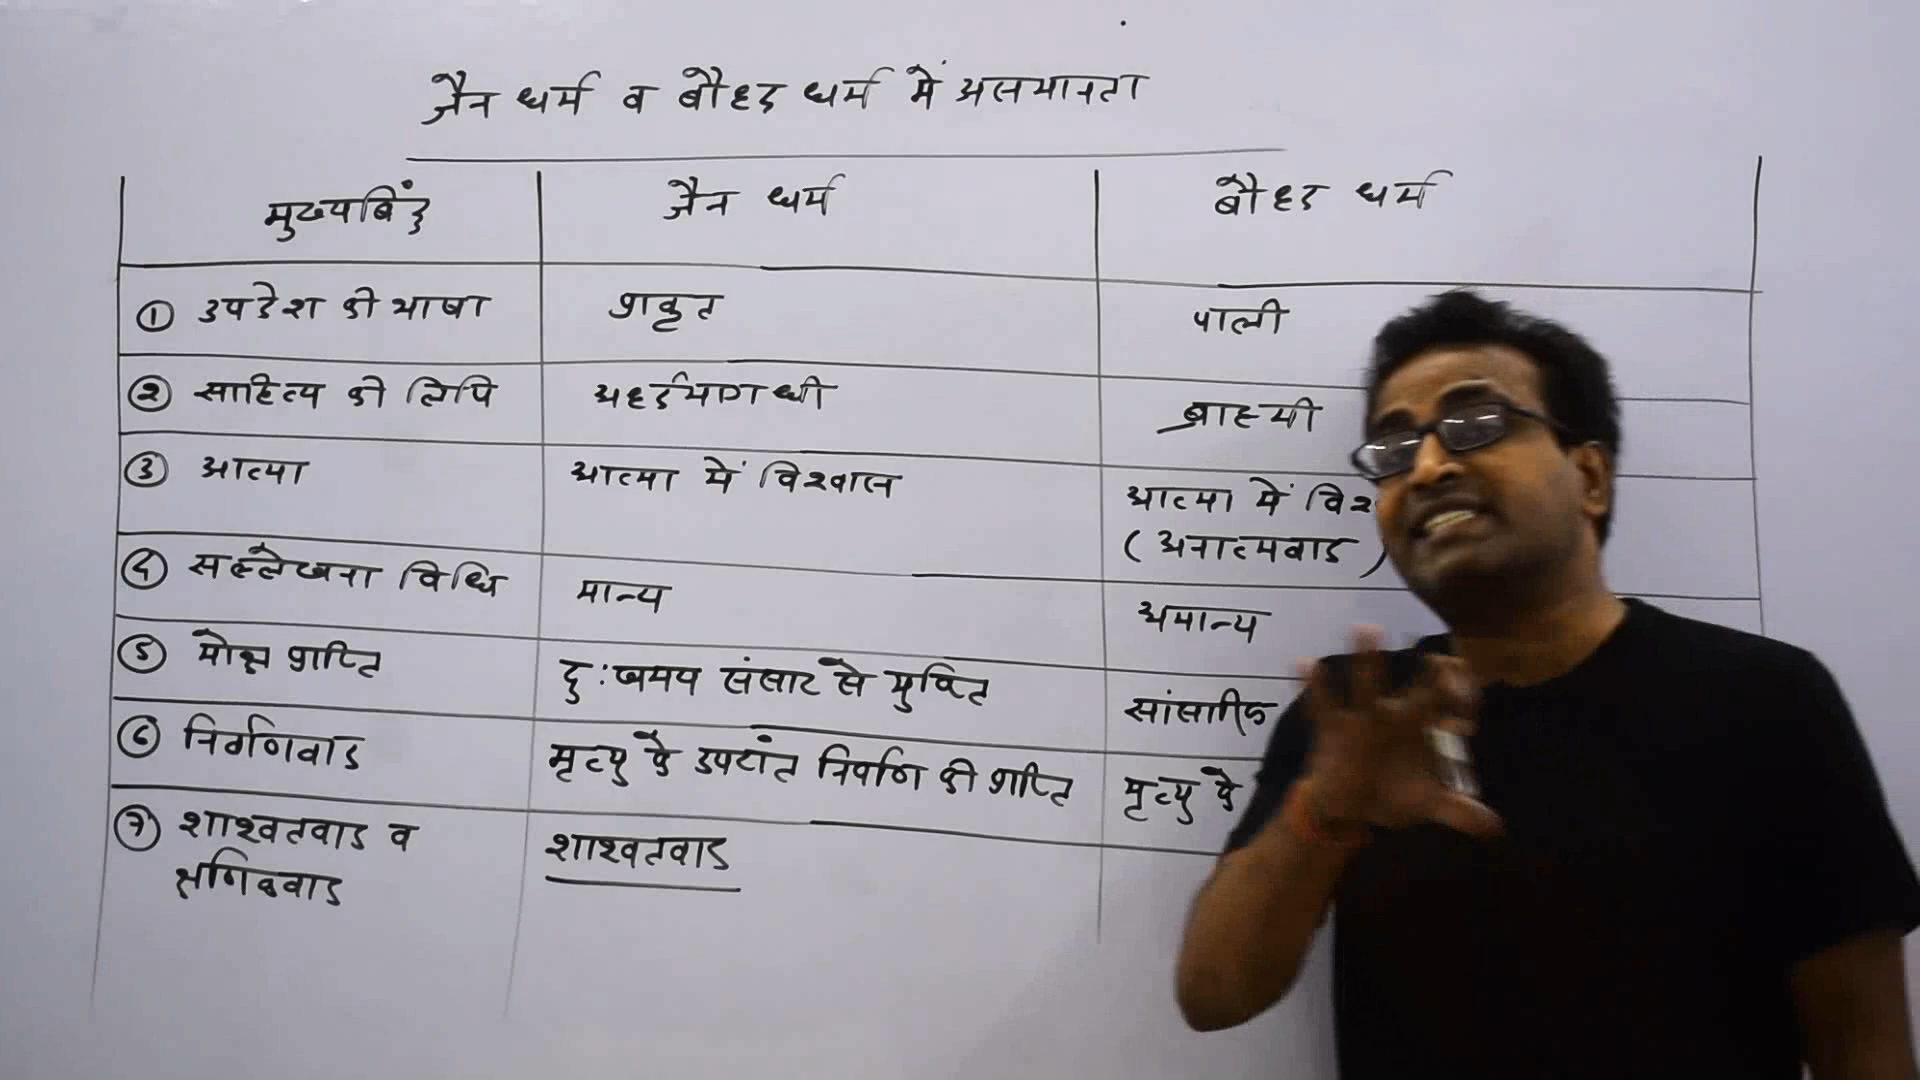 जैन धर्म व बौद्ध धर्म में असमानता
मुख्यबिंदु जैन धर्म बौद्ध धर्म
① उपदेश की भाषा प्राकृत पाली
② साहित्य की लिपि अर्द्धमागधी ब्राह्मी
③ आत्मा आत्मा में विश्वास आत्मा में
(अनात्मवाद)
④ सल्लेखना विधि मान्य अमान्य
⑤ मोक्ष प्राप्ति दुःखमय संसार से मुक्ति सांसारिक
⑥ निर्वाणवाद मृत्यु के उपरांत निर्वाण की प्राप्ति मृत्यु के
⑦ शाश्वतवाद व शाश्वतवाद
क्षणिकवाद